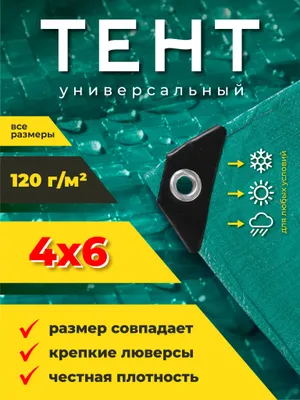 ТЕНТ
универсальный
все
размеры
120 г/м²
4х6
для любых условий
размер совпадает
крепкие люверсы
честная плотность